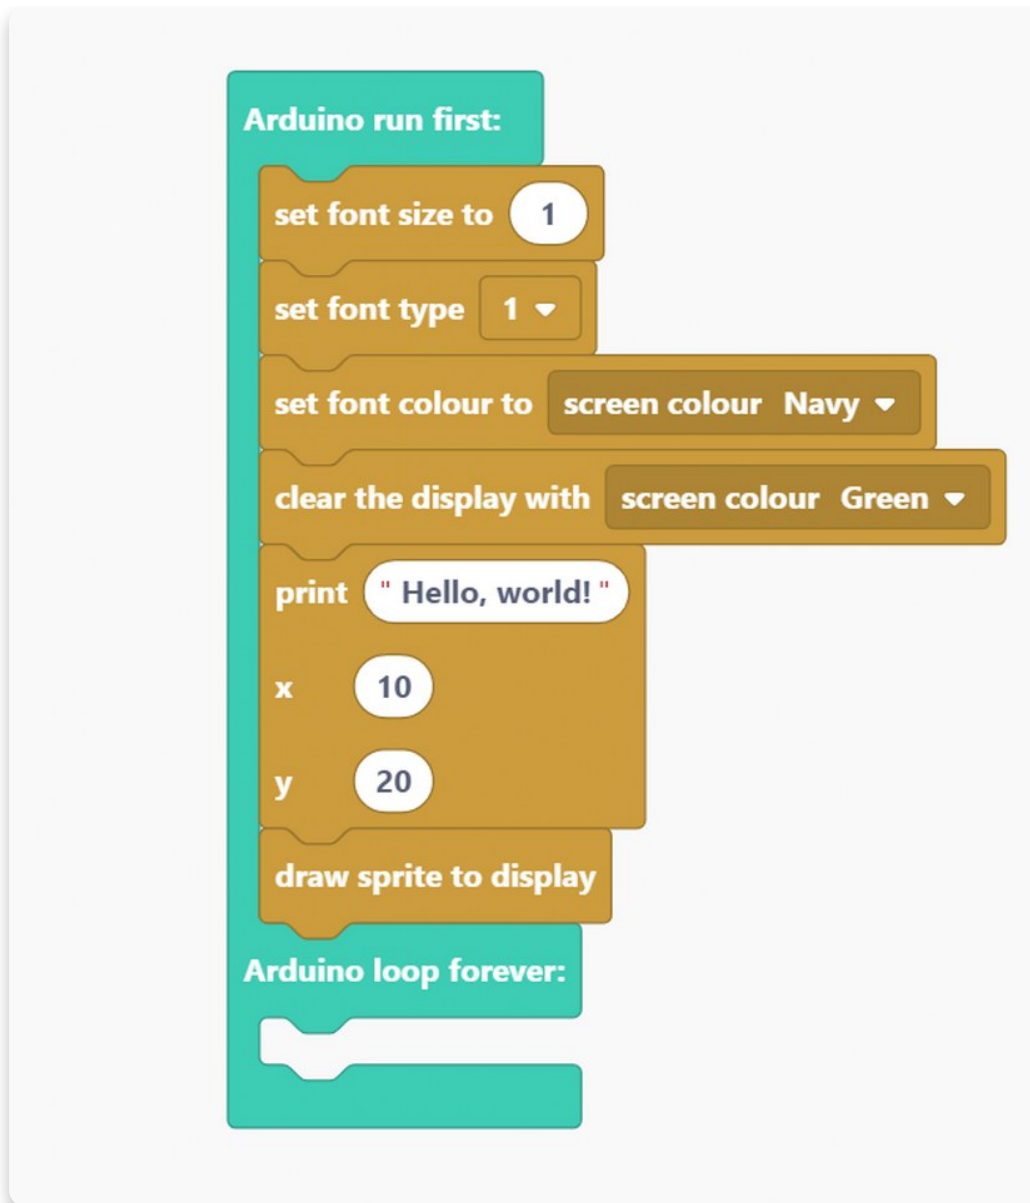 Arduino run first:
set font size to 1
set font type 1
set font colour to screen colour Navy
clear the display with screen colour Green
print " Hello, world! "
x 10
y 20
draw sprite to display
Arduino loop forever: